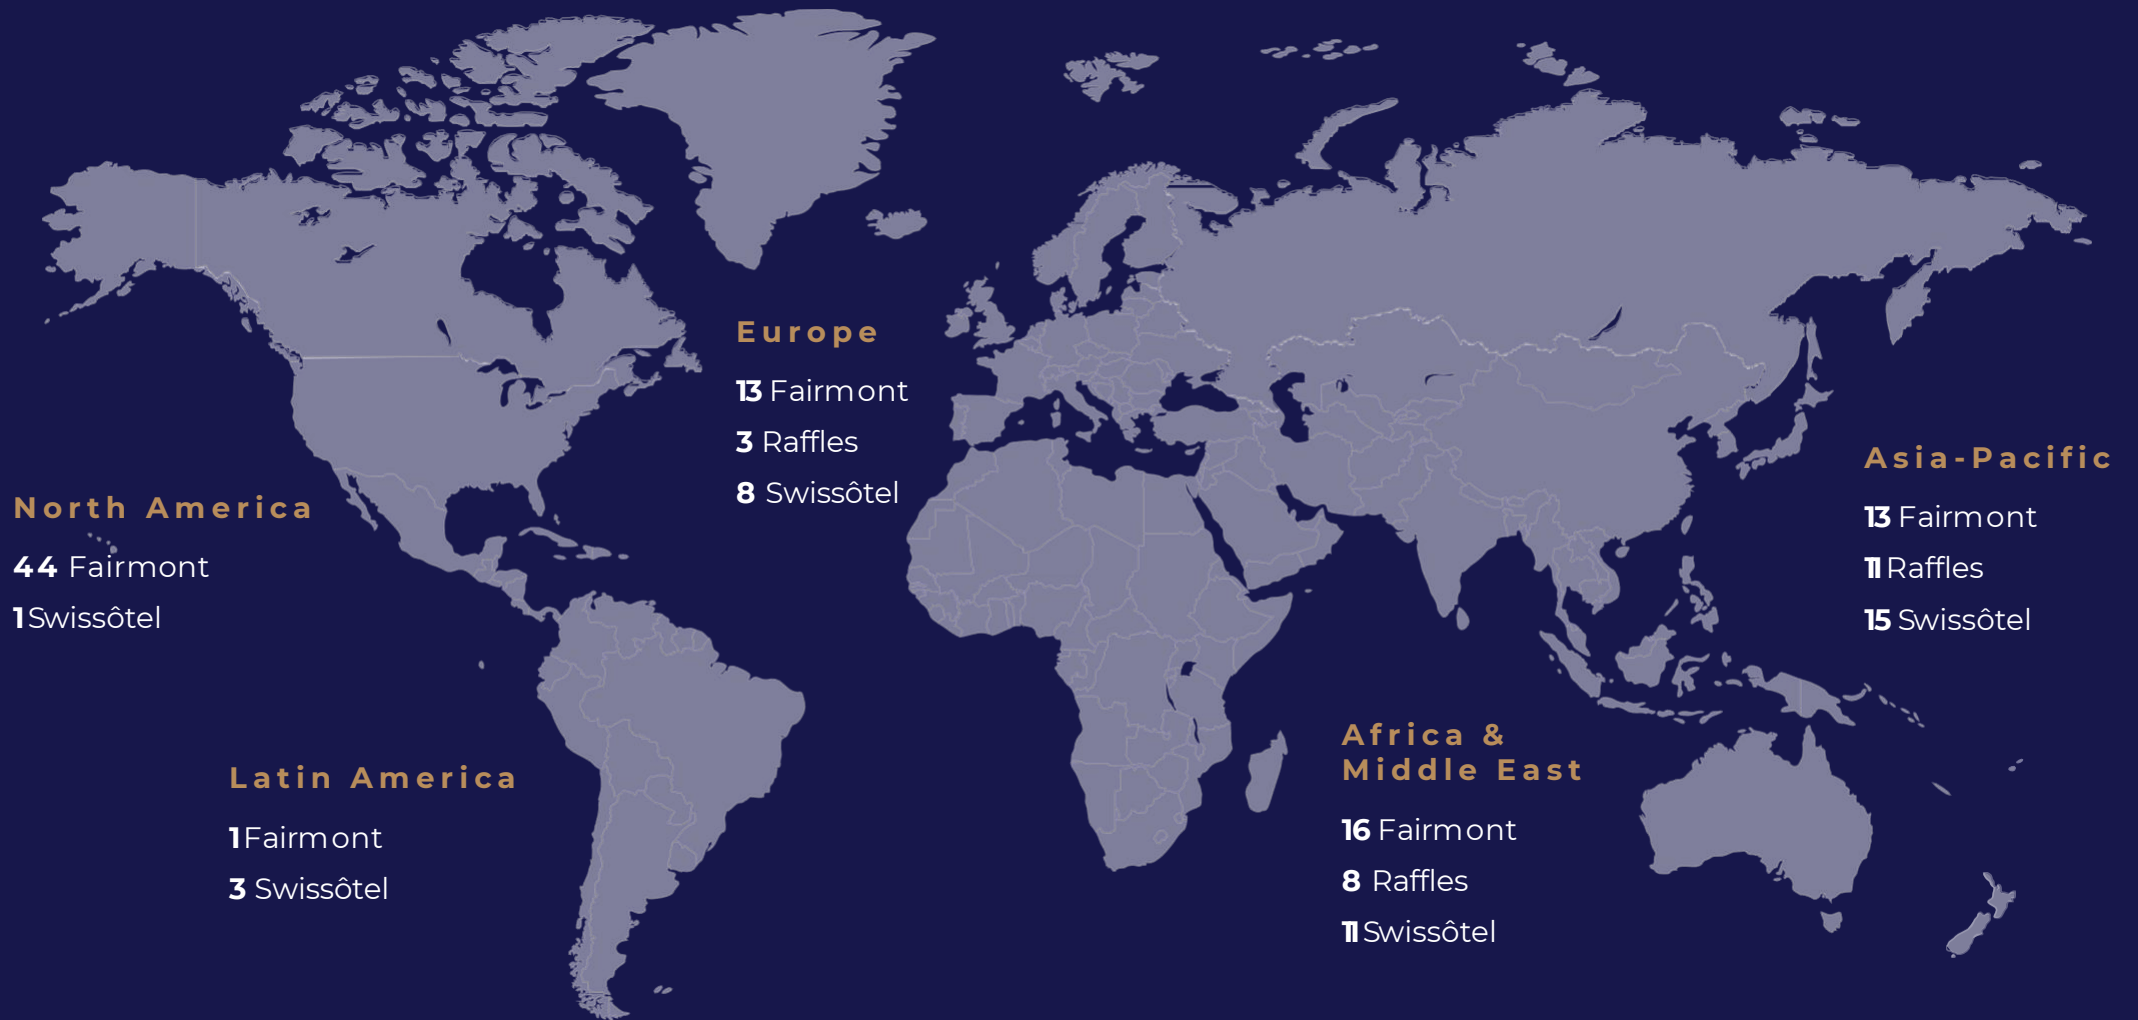 Europe
13 Fairmont
3 Raffles
8 Swissôtel
North America
44 Fairmont
1 Swissôtel
Asia-Pacific
13 Fairmont
11 Raffles
15 Swissôtel
Latin America
1 Fairmont
3 Swissôtel
Africa &
Middle East
16 Fairmont
8 Raffles
11 Swissôtel